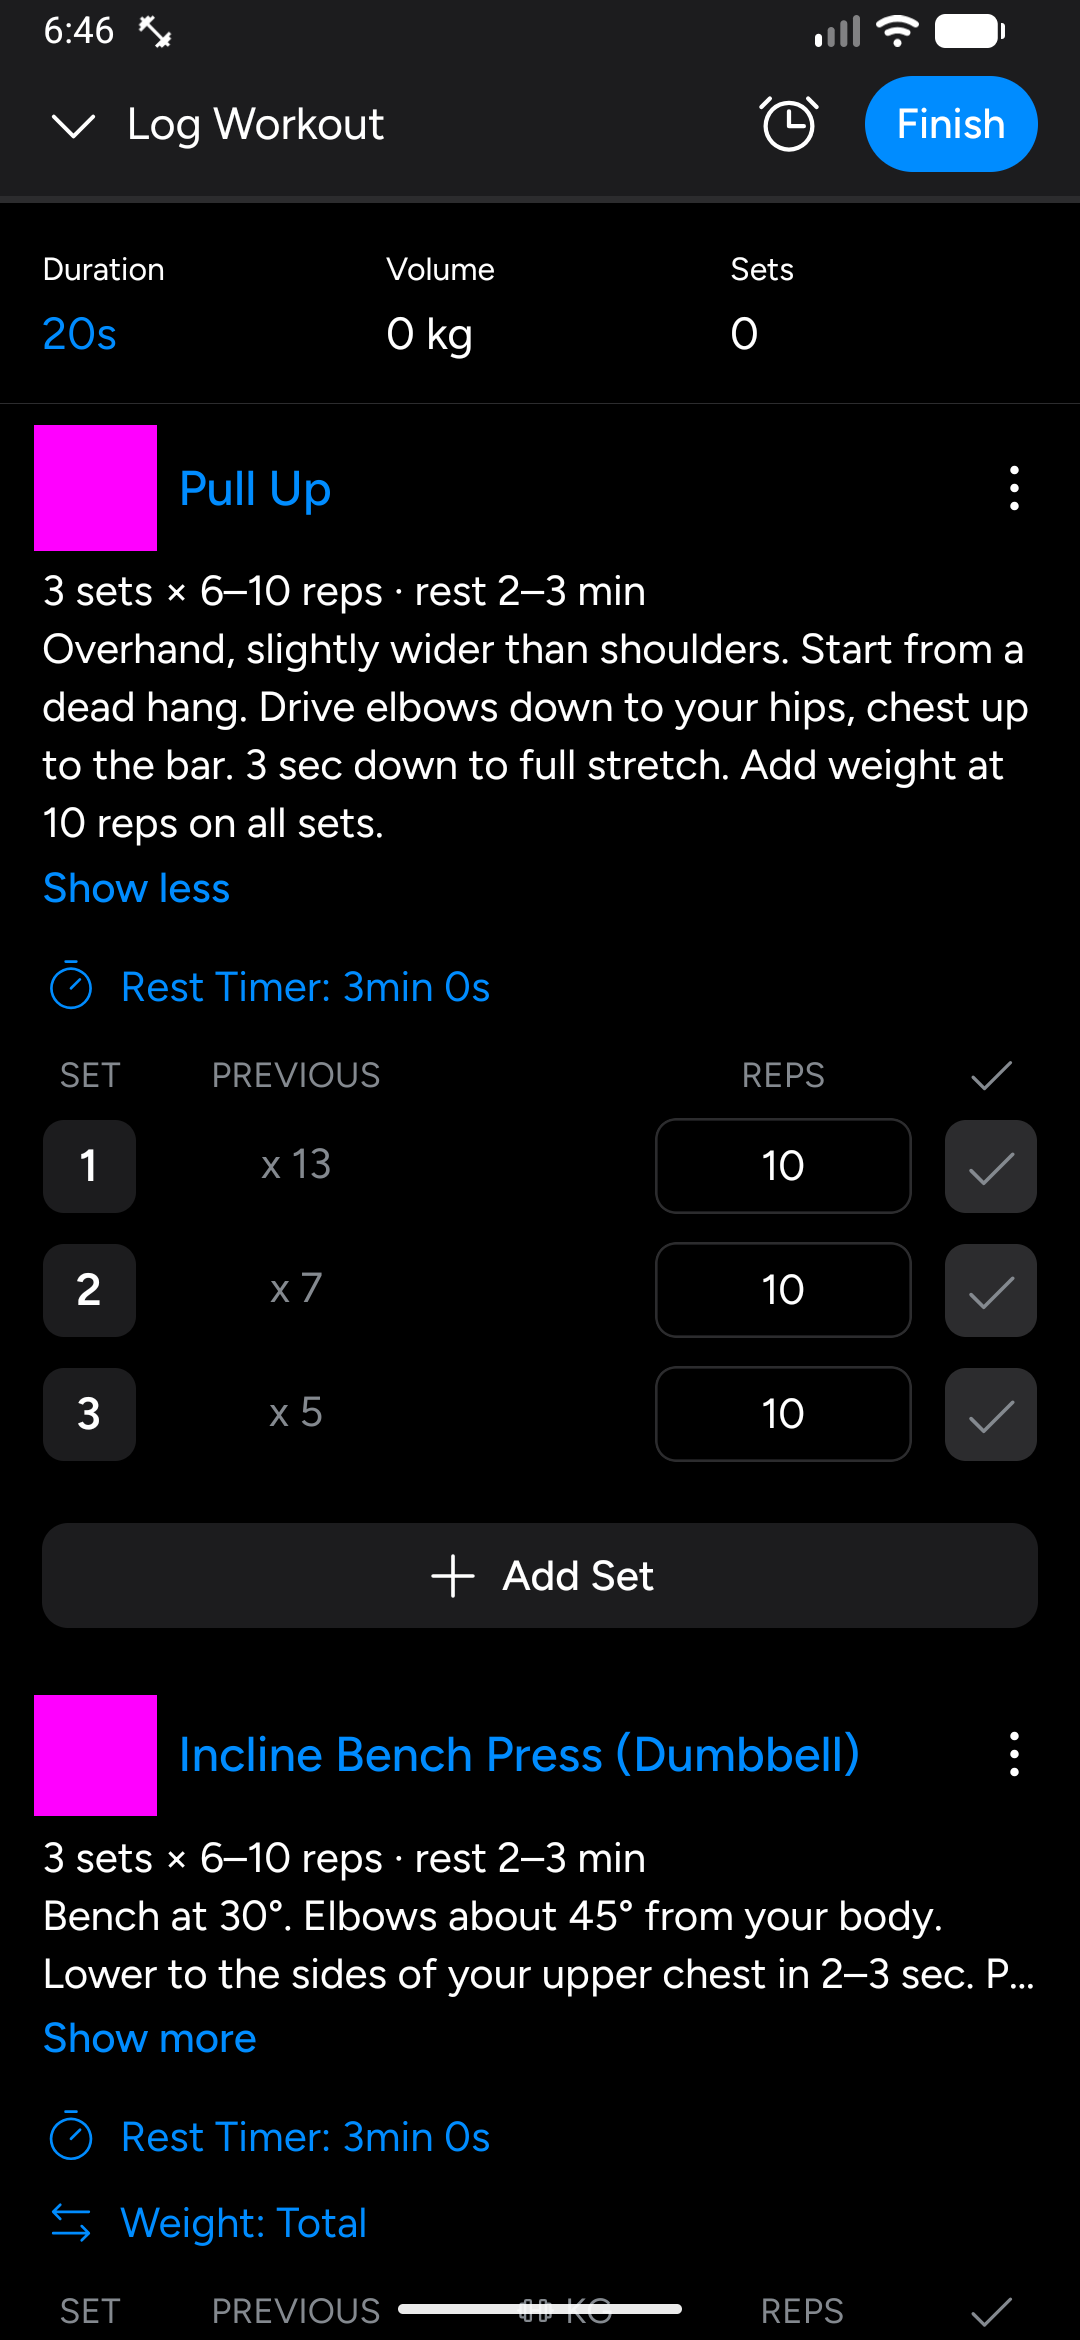 6:46
Log Workout
Finish
Duration Volume Sets
20s 0 kg 0
Pull Up
3 sets × 6–10 reps · rest 2–3 min
Overhand, slightly wider than shoulders. Start from a
dead hang. Drive elbows down to your hips, chest up
to the bar. 3 sec down to full stretch. Add weight at
10 reps on all sets.
Show less
Rest Timer: 3min 0s
SET PREVIOUS REPS
1 x 13 10
2 x 7 10
3 x 5 10
Add Set
Incline Bench Press (Dumbbell)
3 sets × 6–10 reps · rest 2–3 min
Bench at 30°. Elbows about 45° from your body.
Lower to the sides of your upper chest in 2–3 sec. P...
Show more
Rest Timer: 3min 0s
Weight: Total
SET PREVIOUS REPS